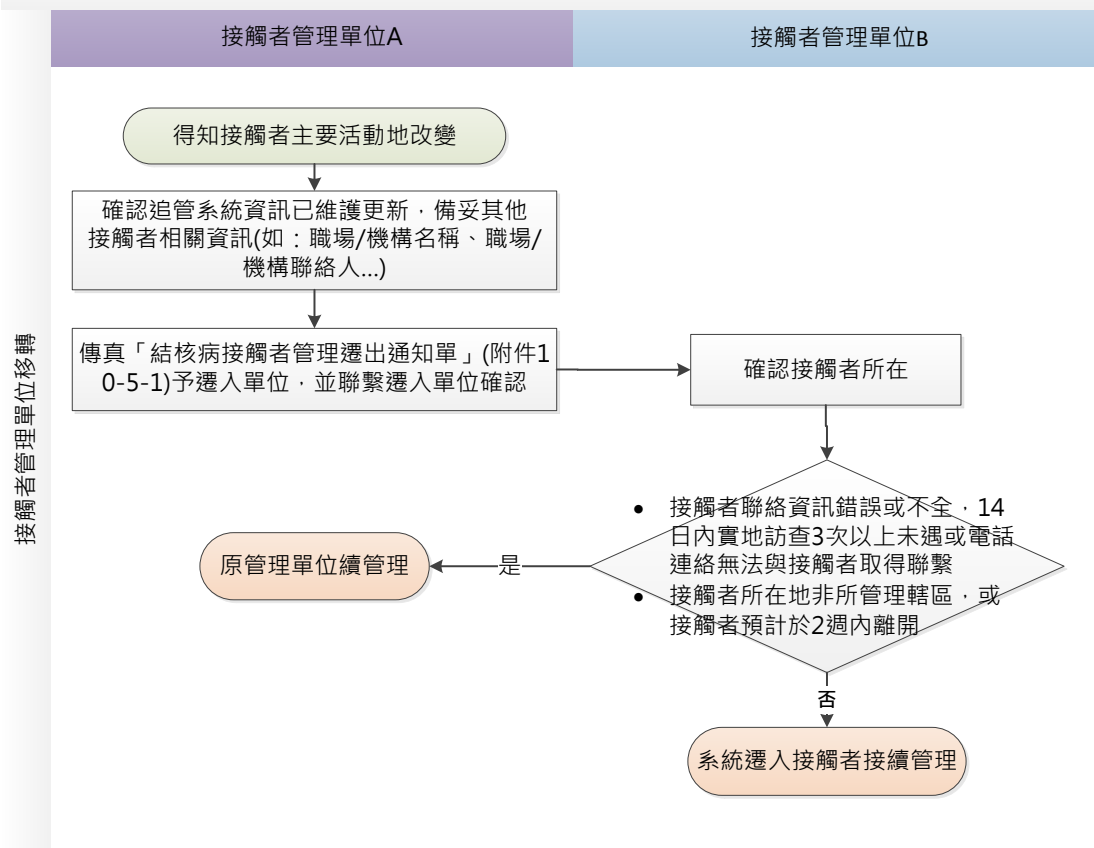 接觸者管理單位A
接觸者管理單位B
接觸者管理單位移轉
得知接觸者主要活動地改變
確認追管系統資訊已維護更新，備妥其他
接觸者相關資訊(如：職場/機構名稱、職場/
機構聯絡人...)
傳真「結核病接觸者管理遷出通知單」(附件1
0-5-1)予遷入單位，並聯繫遷入單位確認
確認接觸者所在
• 接觸者聯絡資訊錯誤或不全，14
日內實地訪查3次以上未遇或電話
連絡無法與接觸者取得聯繫
• 接觸者所在地非所管理轄區，或
接觸者預計於2週內離開
是
原管理單位續管理
否
系統遷入接觸者接續管理